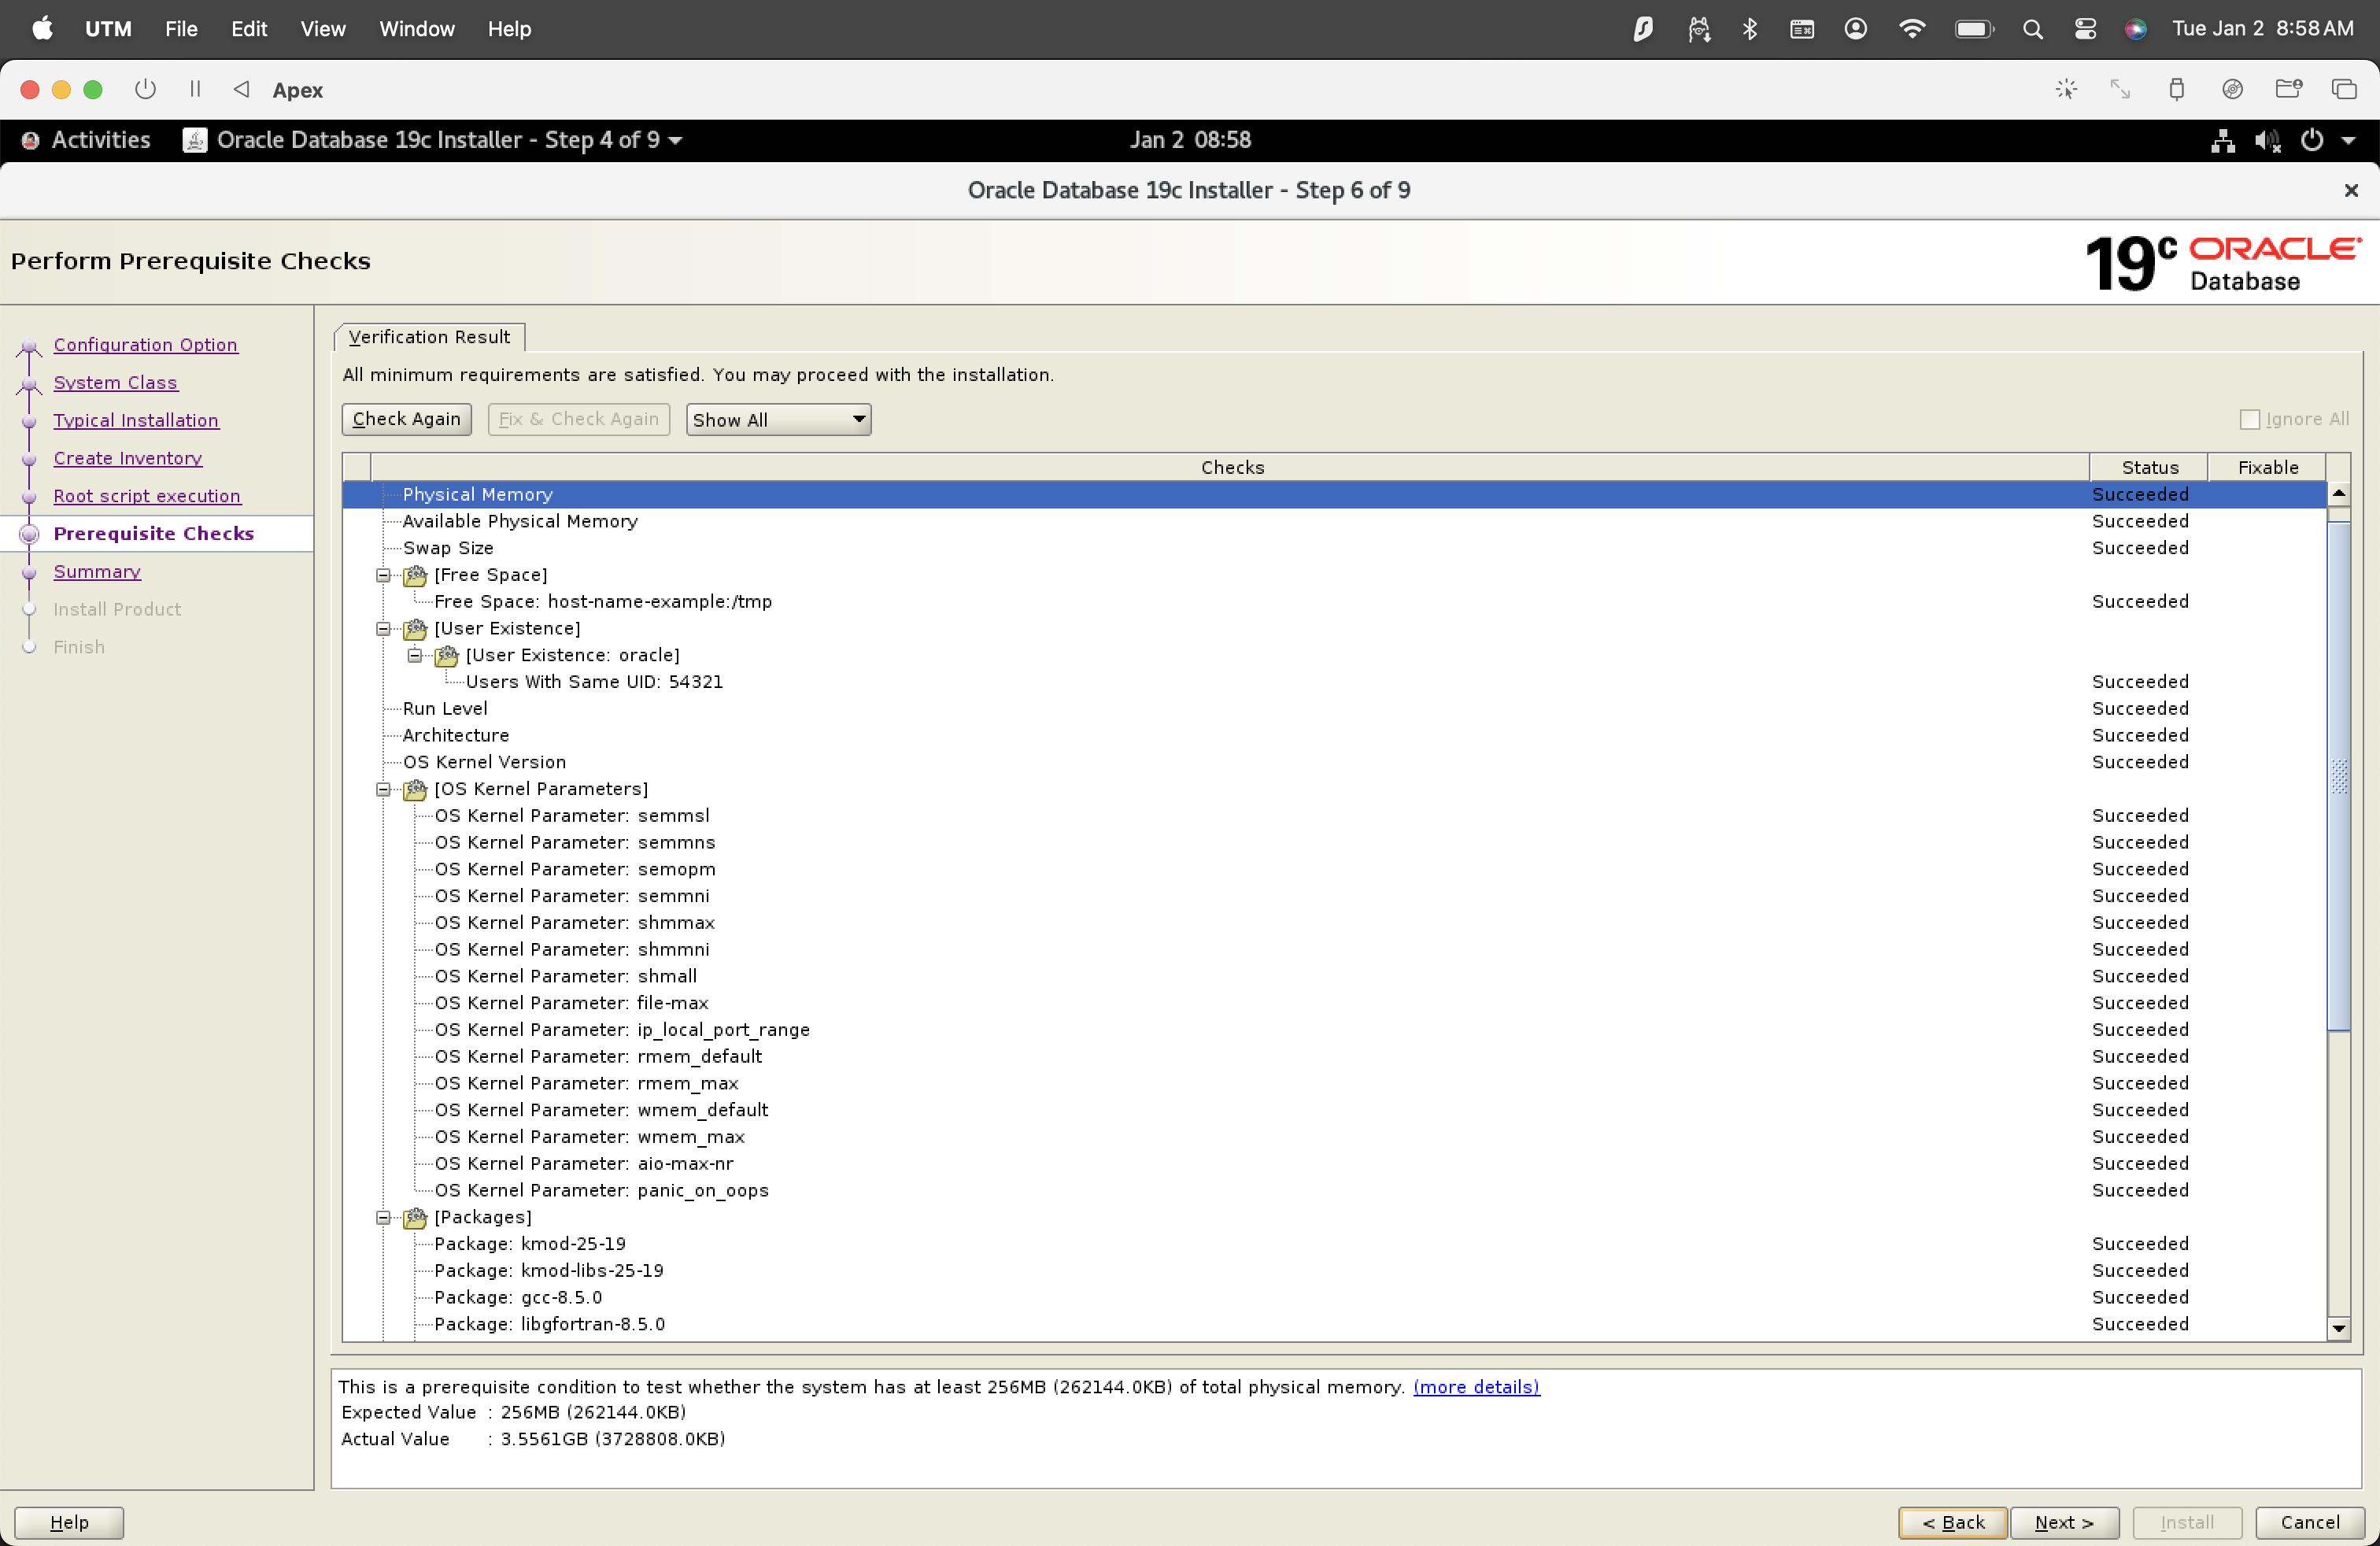 UTM File Edit View Window Help Tue Jan 2 8:58 AM
Apex
Activities Oracle Database 19c Installer - Step 4 of 9 Jan 2 08:58
Oracle Database 19c Installer - Step 6 of 9
Perform Prerequisite Checks
19c ORACLE
Database
Configuration Option
System Class
Typical Installation
Create Inventory
Root script execution
Prerequisite Checks
Summary
Install Product
Finish
Verification Result
All minimum requirements are satisfied. You may proceed with the installation.
Check Again Fix & Check Again Show All Ignore All
Checks Status Fixable
Physical Memory Succeeded
Available Physical Memory Succeeded
Swap Size Succeeded
[Free Space]
Free Space: host-name-example:/tmp Succeeded
[User Existence]
[User Existence: oracle]
Users With Same UID: 54321 Succeeded
Run Level Succeeded
Architecture Succeeded
OS Kernel Version Succeeded
[OS Kernel Parameters]
OS Kernel Parameter: semmsl Succeeded
OS Kernel Parameter: semmns Succeeded
OS Kernel Parameter: semopm Succeeded
OS Kernel Parameter: semmni Succeeded
OS Kernel Parameter: shmmax Succeeded
OS Kernel Parameter: shmmni Succeeded
OS Kernel Parameter: shmall Succeeded
OS Kernel Parameter: file-max Succeeded
OS Kernel Parameter: ip_local_port_range Succeeded
OS Kernel Parameter: rmem_default Succeeded
OS Kernel Parameter: rmem_max Succeeded
OS Kernel Parameter: wmem_default Succeeded
OS Kernel Parameter: wmem_max Succeeded
OS Kernel Parameter: aio-max-nr Succeeded
OS Kernel Parameter: panic_on_oops Succeeded
[Packages]
Package: kmod-25-19 Succeeded
Package: kmod-libs-25-19 Succeeded
Package: gcc-8.5.0 Succeeded
Package: libgfortran-8.5.0 Succeeded
This is a prerequisite condition to test whether the system has at least 256MB (262144.0KB) of total physical memory. (more details)
Expected Value : 256MB (262144.0KB)
Actual Value : 3.5561GB (3728808.0KB)
Help < Back Next > Install Cancel